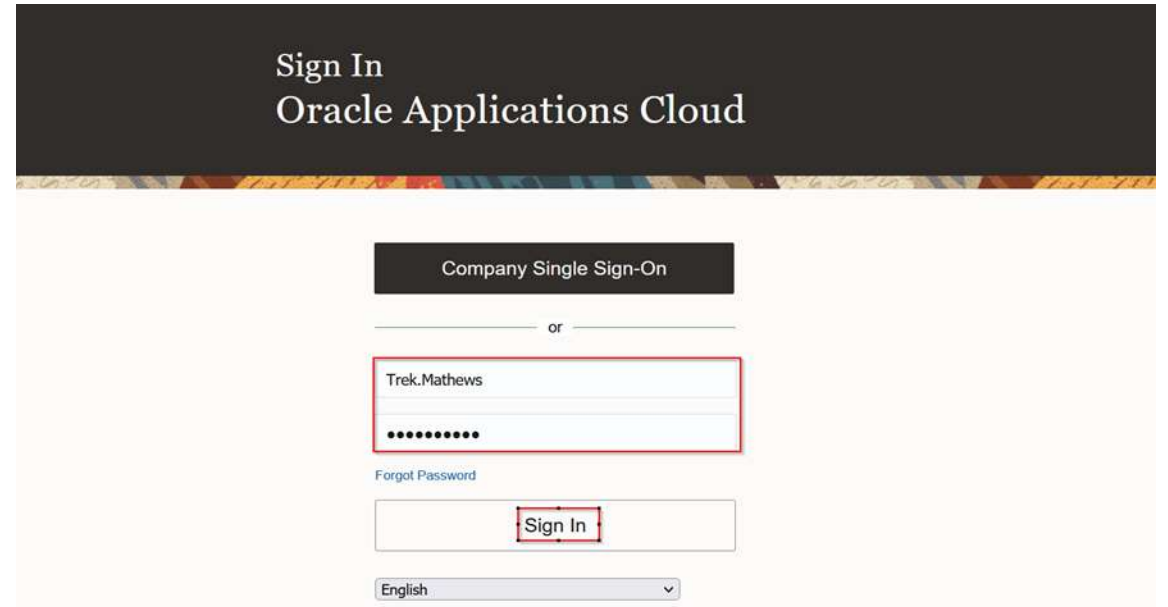 Sign In
Oracle Applications Cloud
Company Single Sign-On
or
Trek.Mathews
●●●●●●●●●●
Forgot Password
Sign In
English